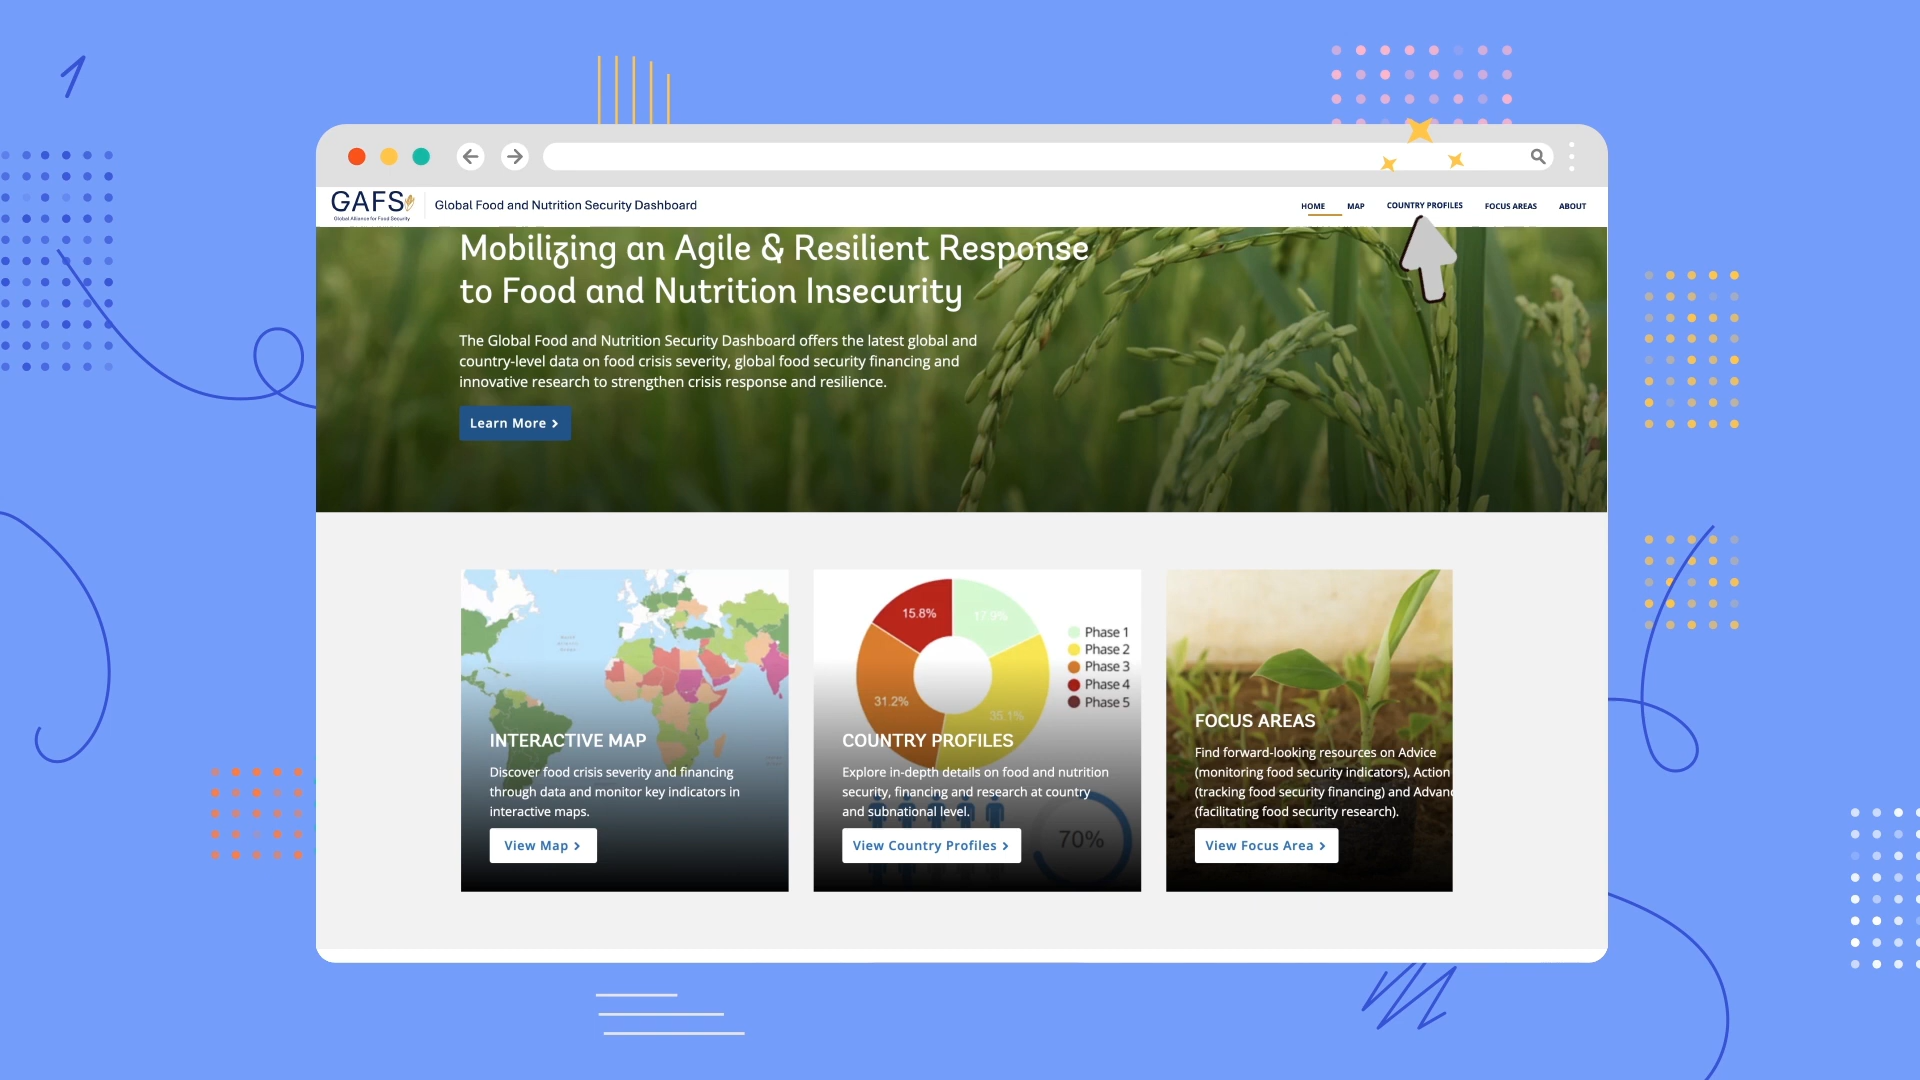 GAFS
Global Alliance for Food Security
Global Food and Nutrition Security Dashboard
HOME
MAP
COUNTRY PROFILES
FOCUS AREAS
ABOUT
Mobilizing an Agile & Resilient Response
to Food and Nutrition Insecurity
The Global Food and Nutrition Security Dashboard offers the latest global and
country-level data on food crisis severity, global food security financing and
innovative research to strengthen crisis response and resilience.
Learn More
INTERACTIVE MAP
Discover food crisis severity and financing
through data and monitor key indicators in
interactive maps.
View Map
15.8%
17.9%
31.2%
35.1%
Phase 1
Phase 2
Phase 3
Phase 4
Phase 5
COUNTRY PROFILES
Explore in-depth details on food and nutrition
security, financing and research at country
and subnational level.
70%
View Country Profiles
FOCUS AREAS
Find forward-looking resources on Advice
(monitoring food security indicators), Action
(tracking food security financing) and Advanc
(facilitating food security research).
View Focus Area